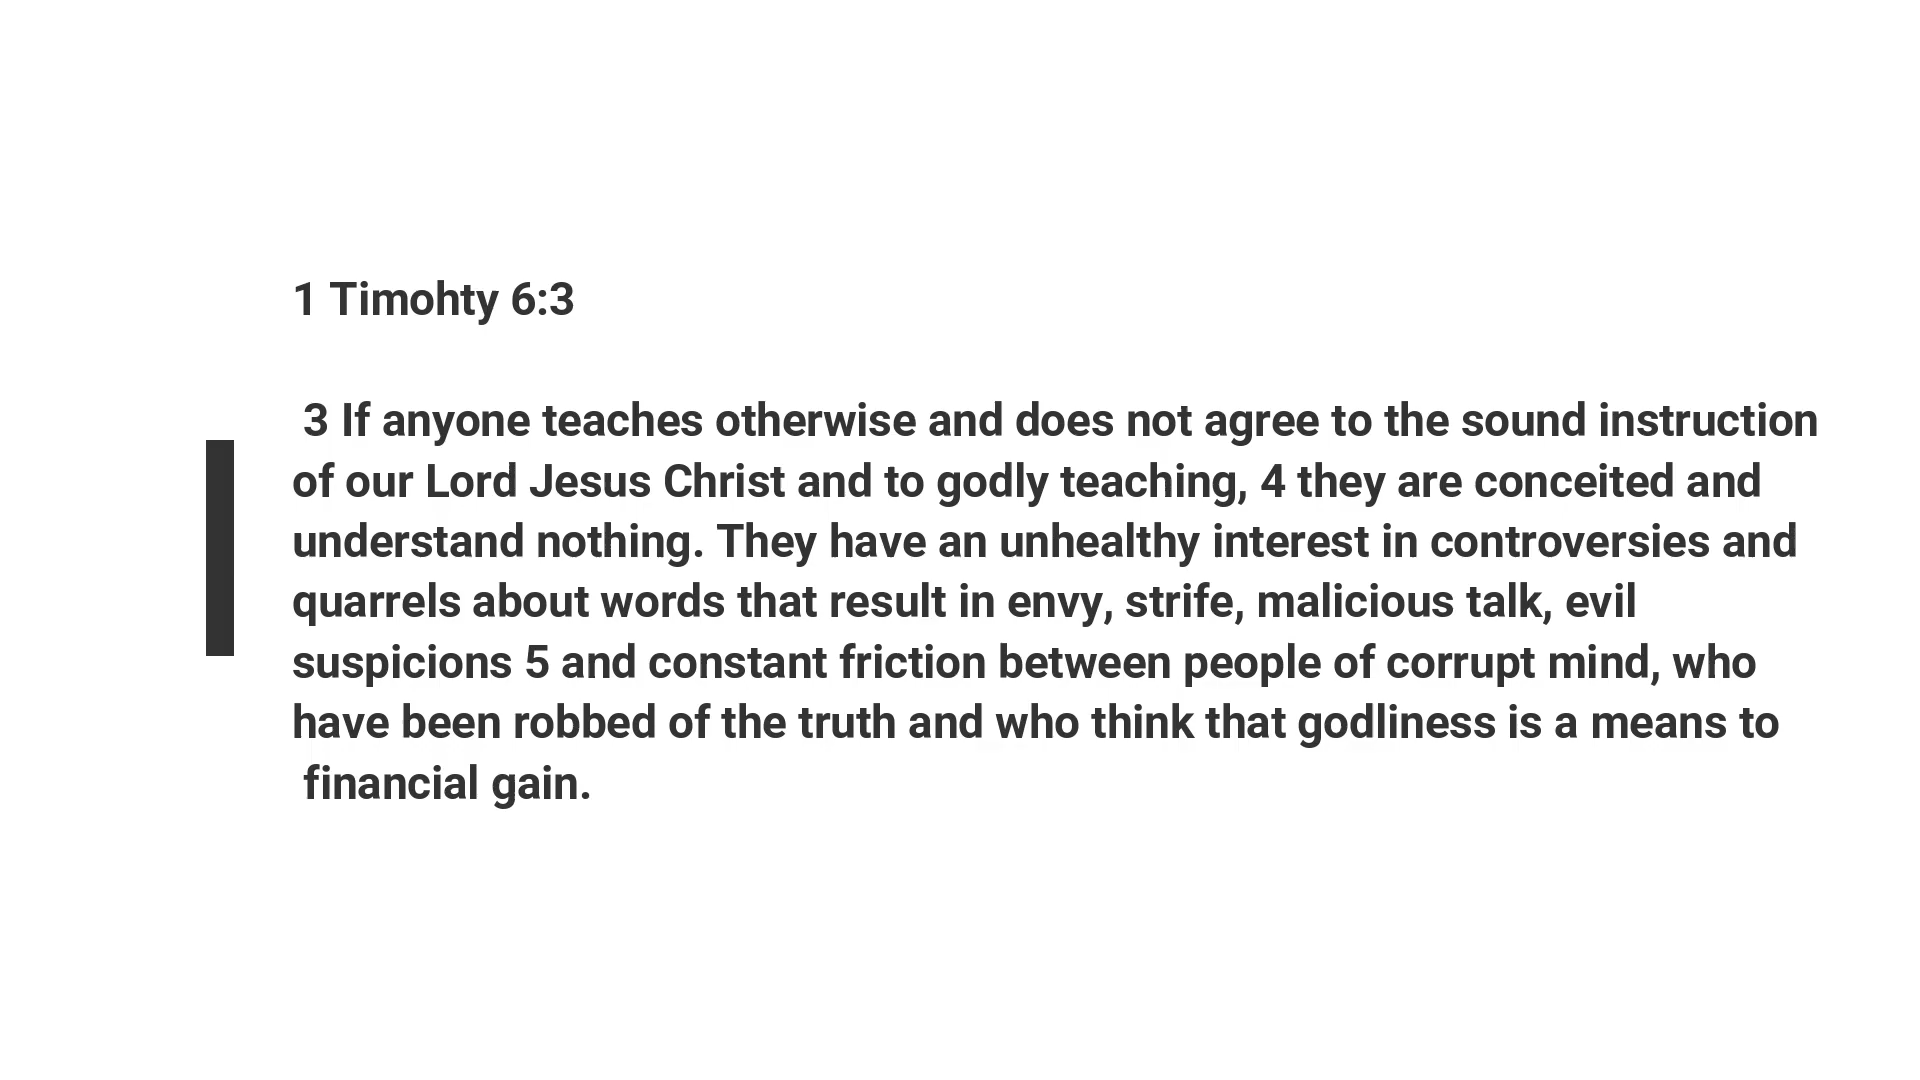 1 Timohty 6:3
3 If anyone teaches otherwise and does not agree to the sound instruction
of our Lord Jesus Christ and to godly teaching, 4 they are conceited and
understand nothing. They have an unhealthy interest in controversies and
quarrels about words that result in envy, strife, malicious talk, evil
suspicions 5 and constant friction between people of corrupt mind, who
have been robbed of the truth and who think that godliness is a means to
financial gain.